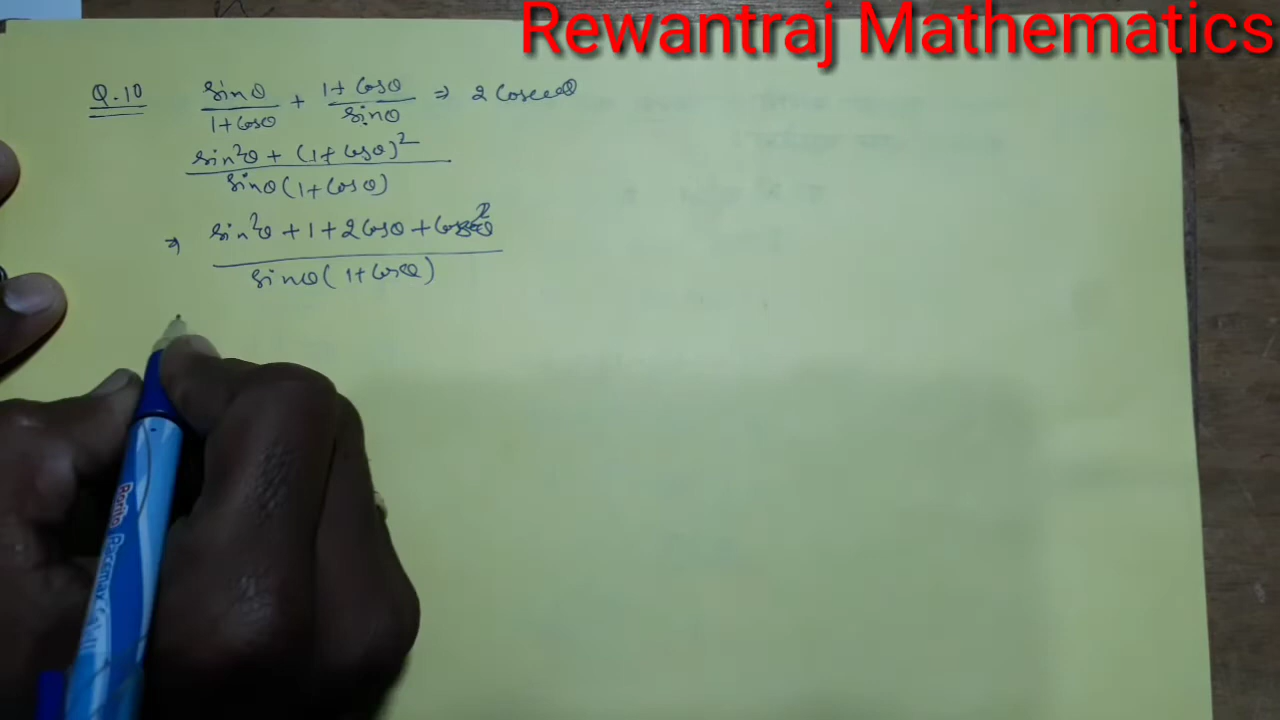 Rewantraj Mathematics
Q.10 sinθ/1+cosθ + 1+cosθ/sinθ ⇒ 2 cosecθ
sin²θ + (1+cosθ)²/sinθ(1+cosθ)
⇒ sin²θ + 1 + 2cosθ + cos²θ/sinθ(1+cosθ)